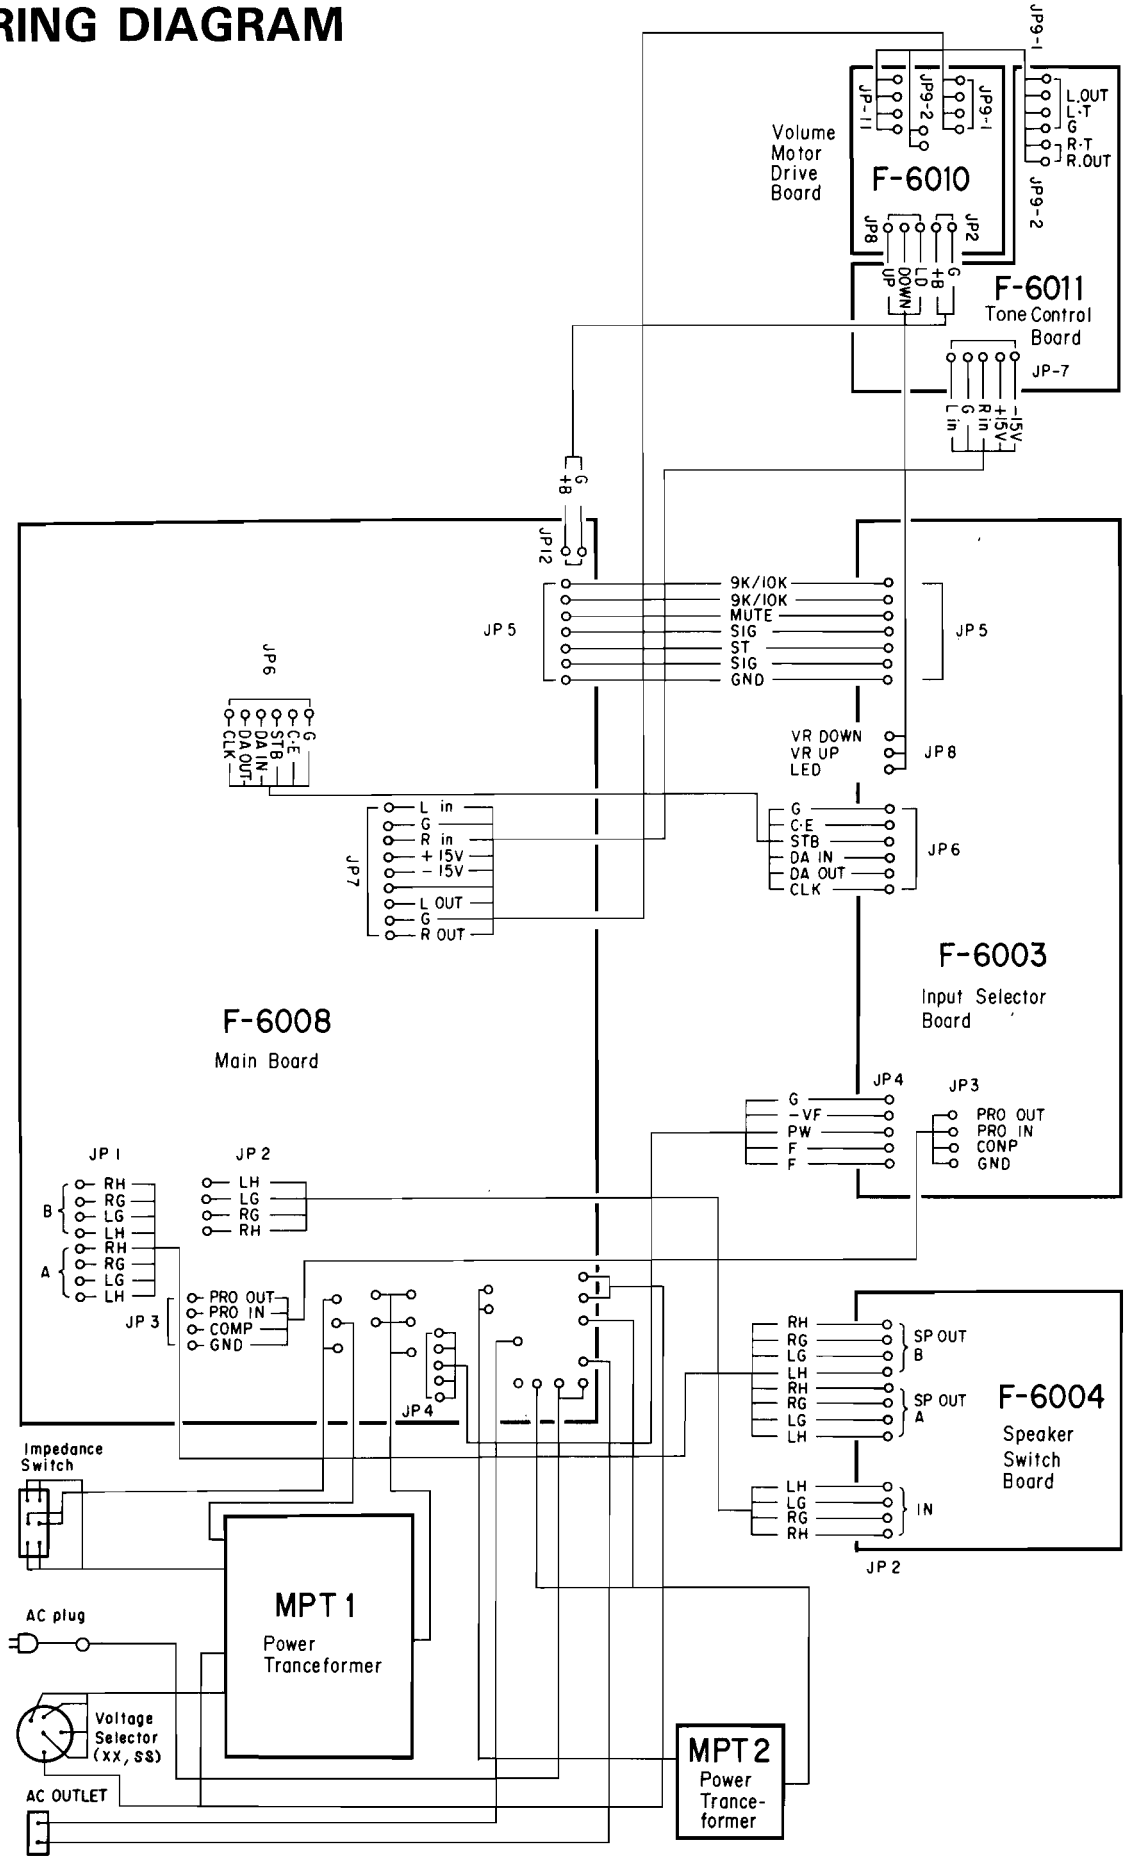 RING DIAGRAM
JP9-1
JP-11
JP9-2
JP9-1
L.OUT
L·T
G
R·T
R.OUT
JP9-2
Volume
Motor
Drive
Board
F-6010
JP8
JP2
UP
DOWN
LD
+B
G
F-6011
Tone Control
Board
JP-7
L in
G
R in
+15V
-15V
+B
G
JP12
JP5
9K/10K
9K/10K
MUTE
SIG
ST
SIG
GND
JP5
JP6
CLK
DA OUT
DA IN
STB
C·E
G
VR DOWN
VR UP
LED
JP8
JP7
L in
G
R in
+15V
-15V
L OUT
G
R OUT
G
C·E
STB
DA IN
DA OUT
CLK
JP6
F-6003
Input Selector
Board
F-6008
Main Board
JP4
JP3
G
-VF
PW
F
F
PRO OUT
PRO IN
CONP
GND
JP1
JP2
B
RH
RG
LG
LH
A
RH
RG
LG
LH
LH
LG
RG
RH
JP3
PRO OUT
PRO IN
COMP
GND
JP4
RH
RG
LG
LH
RH
RG
LG
LH
SP OUT
B
SP OUT
A
F-6004
Speaker
Switch
Board
LH
LG
RG
RH
IN
JP2
Impedance
Switch
MPT1
Power
Tranceformer
AC plug
Voltage
Selector
(XX, SS)
AC OUTLET
MPT2
Power
Trance-
former